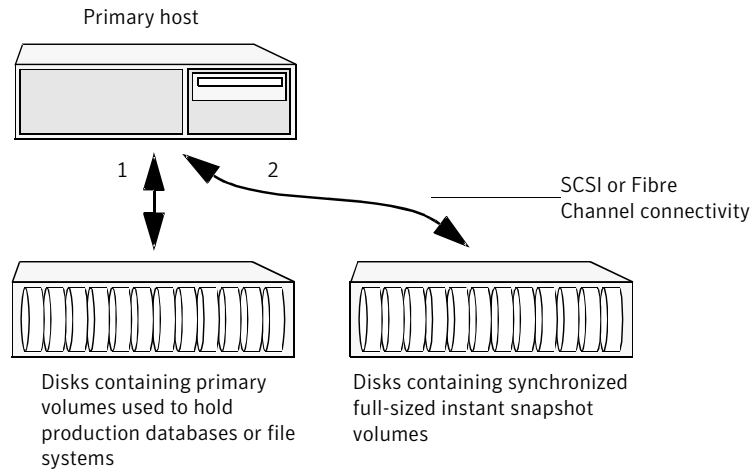 Primary host
1
2
SCSI or Fibre
Channel connectivity
Disks containing primary
volumes used to hold
production databases or file
systems
Disks containing synchronized
full-sized instant snapshot
volumes